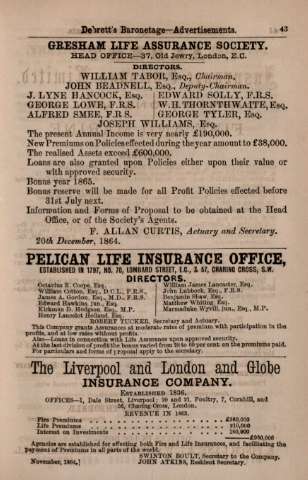 De'rett's Baronetage—Advertisements. 43
GRESHAM LIFE ASSURANCE SOCIETY.
HEAD OFFICE—37, Old Jewry, London, E.C.
DIRECTORS.
WILLIAM TABOR, Esq., Chairman.
JOHN BEADNELL, Esq., Deputy-Chairman.
J. LYNE HANCOCK, Esq. EDWARD SOLLY, F.R.S.
GEORGE LOWE, F.R.S. W. H. THORNTHWAITE, Esq.
ALFRED SMEE, F.R.S. GEORGE TYLER, Esq.
JOSEPH WILLIAMS, Esq.
The present Annual Income is very nearly £190,000.
New Premiums on Policies effected during the year amount to £38,000.
The realised Assets exceed £600,000.
Loans are also granted upon Policies either upon their value or
with approved security.
Bonus year 1865.
Bonus reserve will be made for all Profit Policies effected before
31st July next.
Information and Forms of Proposal to be obtained at the Head
Office, or of the Society's Agents.
F. ALLAN CURTIS, Actuary and Secretary.
20th December, 1864.
PELICAN LIFE INSURANCE OFFICE,
ESTABLISHED IN 1797, NO. 70, LOMBARD STREET, E.C., & 57, CHARING CROSS, S.W.
DIRECTORS.
Octavius E. Coope, Esq. William James Lancaster, Esq.
William Cotton, Esq., D.C.L., F.R.S. John Lubbock, Esq., F.R.S.
James A. Gordon, Esq., M.D., F.R.S. Benjamin Shaw, Esq.
Edward Hawkins, jun., Esq. Matthew Whiting, Esq.
Kirkman D. Hodgson, Esq., M.P. Marmaduke Wyvill, jun., Esq., M.P.
Henry Lancelot Holland, Esq.
ROBERT TUCKER, Secretary and Actuary.
This Company grants Assurances at moderate rates of premium with participation in the
profits, and at low rates without profits.
Also—Loans in connection with Life Assurance upon approved security.
At the last division of profits the bonus varied from 28 to 60 per cent on the premiums paid.
For particulars and forms of proposal apply to the secretary.
The Liverpool and London and Globe
INSURANCE COMPANY.
ESTABLISHED 1836.
OFFICES—1, Dale Street, Liverpool; 20 and 21, Poultry, 7, Cornhill, and
Charing Cross, London.
REVENUE IN 1863.
Fire Premiums
Life Premiums
Interest on Investments
Agencies are established for effecting both Fire and Life Insurances, and facilitating the
payment of Premiums in all parts of the world.
SWINTON BOULT, Secretary to the Company.
November, 1864. JOHN ATKINS, Resident Secretary.